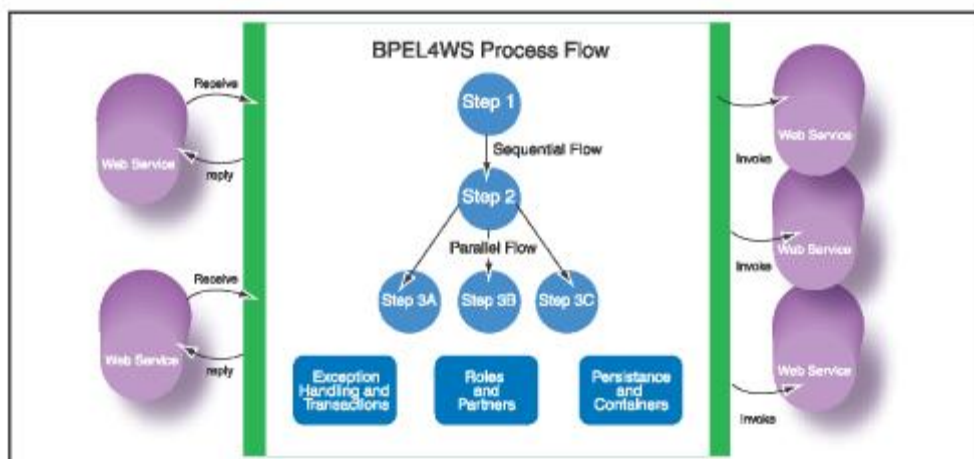 BPEL4WS Process Flow
Receive
Web Service
reply
Receive
Web Service
reply
Step 1
Sequential Flow
Step 2
Parallel Flow
Step 3A
Step 3B
Step 3C
Exception
Handling and
Transactions
Roles
and
Partners
Persistance
and
Containers
Web Service
Invoke
Web Service
Invoke
Web Service
Invoke